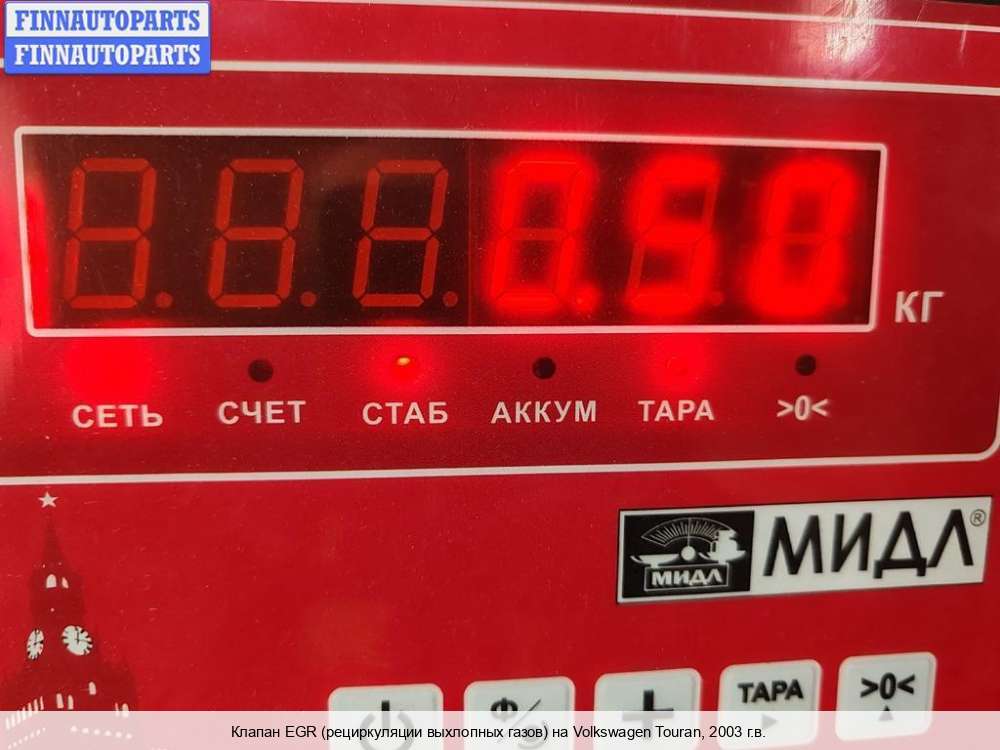 FINNAUTOPARTS
FINNAUTOPARTS
0.50
КГ
СЕТЬ СЧЕТ СТАБ АККУМ ТАРА >0<
МИДЛ МИДЛ®
ТАРА >0<
Клапан EGR (рециркуляции выхлопных газов) на Volkswagen Touran, 2003 г.в.